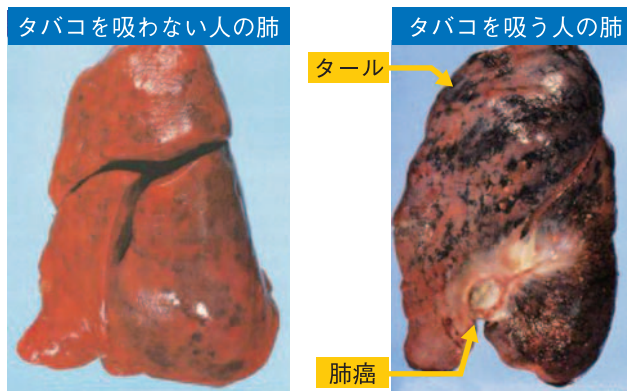 タバコを吸わない人の肺
タバコを吸う人の肺
タール
肺癌